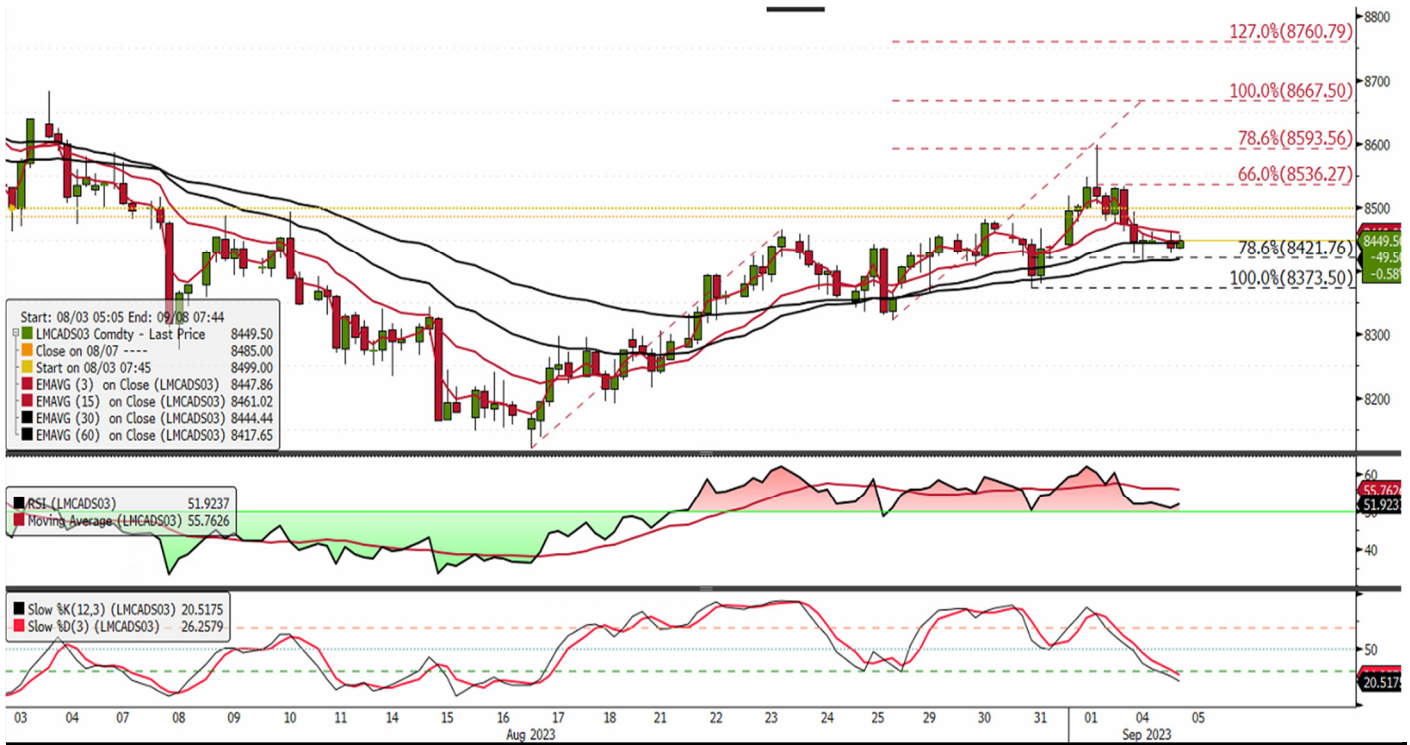 8800
127.0%(8760.79)
8700
100.0%(8667.50)
78.6%(8593.56)
8600
66.0%(8536.27)
8500
8449.50
-49.50
-0.58%
78.6%(8421.76)
100.0%(8373.50)
8300
8200
Start: 08/03 05:05 End: 09/08 07:44
LMCADS03 Comdty - Last Price 8449.50
Close on 08/07 ---- 8485.00
Start on 08/03 07:45 8499.00
EMAVG (3) on Close (LMCADS03) 8447.86
EMAVG (15) on Close (LMCADS03) 8461.02
EMAVG (30) on Close (LMCADS03) 8444.44
EMAVG (60) on Close (LMCADS03) 8417.65
60
55.7626
51.9237
40
RSI (LMCADS03) 51.9237
Moving Average (LMCADS03) 55.7626
Slow %K(12,3) (LMCADS03) 20.5175
Slow %D(3) (LMCADS03) 26.2579
50
20.5175
03 04 07 08 09 10 11 14 15 16 17 18 21 22 23 24 25 29 30 31 01 04 05
Aug 2023 Sep 2023